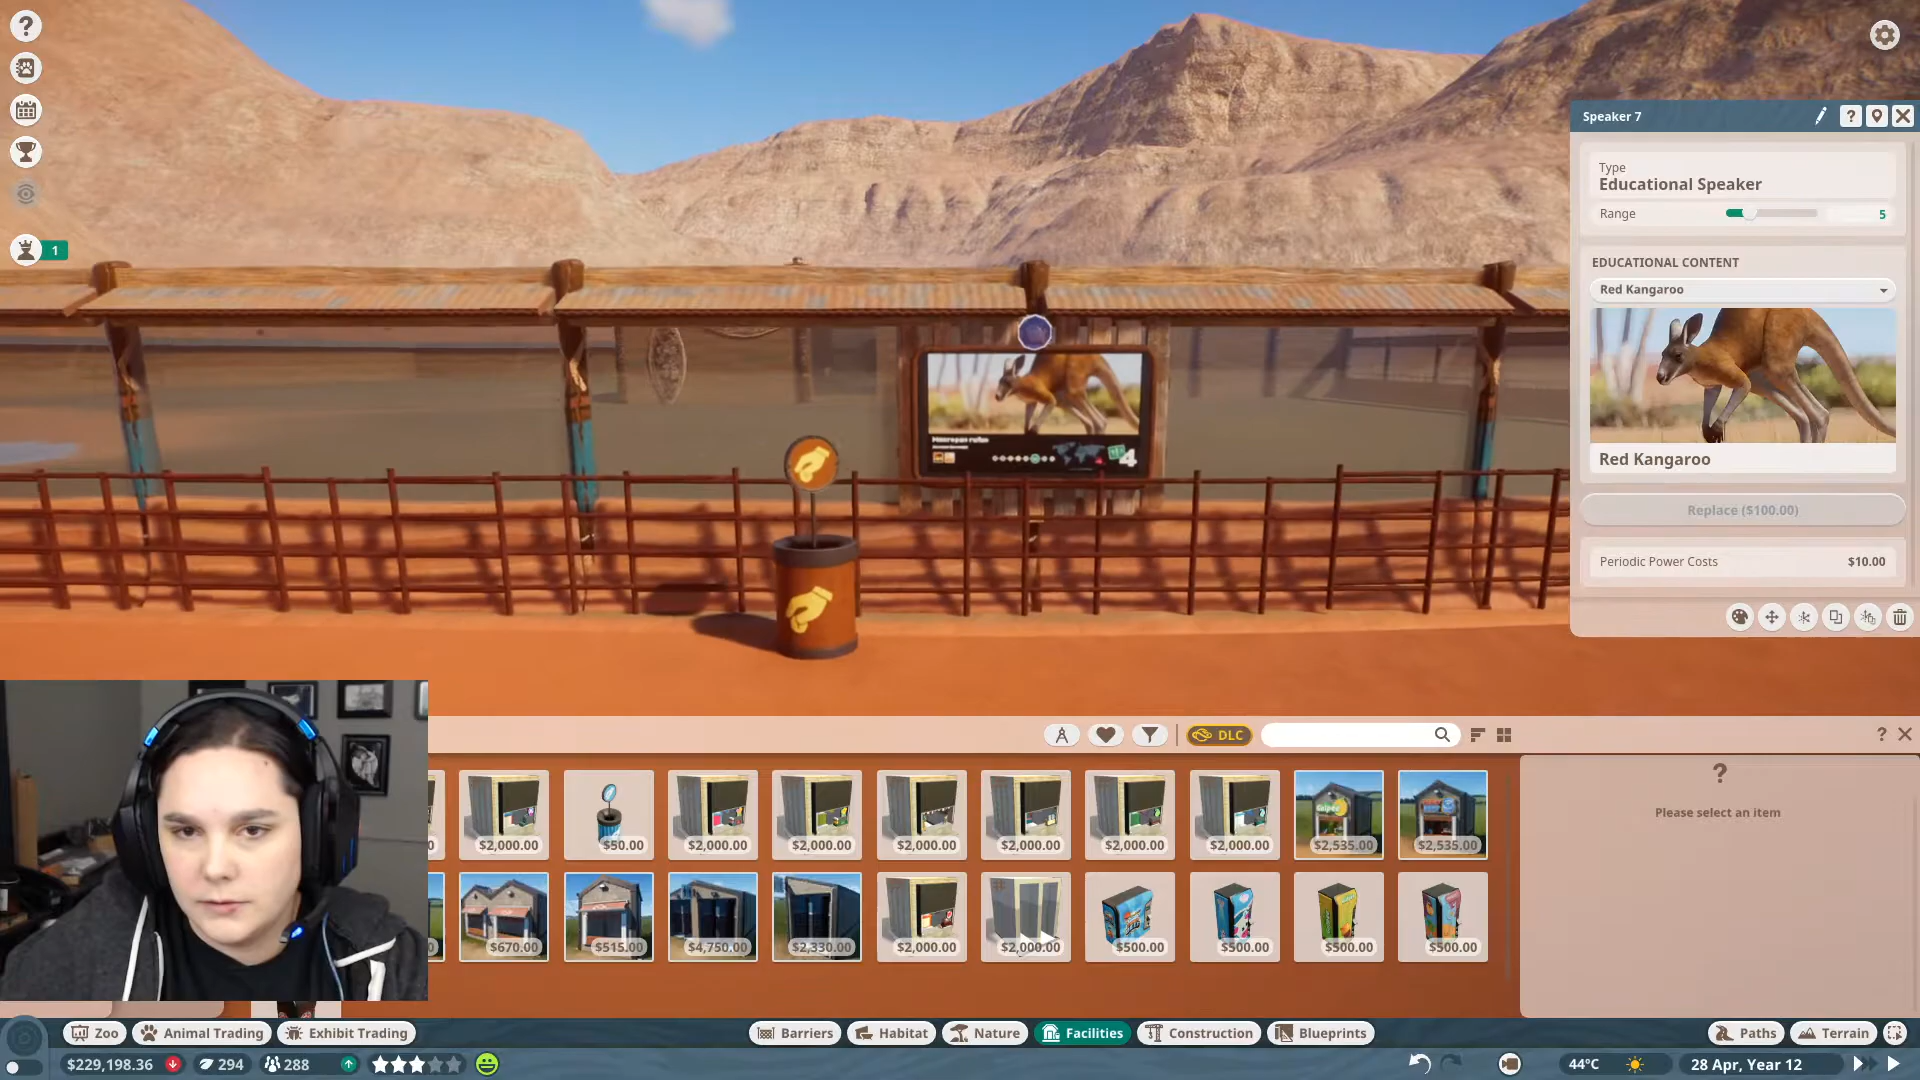 ?
1
Speaker 7
?
Type
Educational Speaker
Range
5
EDUCATIONAL CONTENT
Red Kangaroo
Red Kangaroo
Replace ($100.00)
Periodic Power Costs
$10.00
4
DLC
?
$2,000.00
$50.00
$2,000.00
$2,000.00
$2,000.00
$2,000.00
$2,000.00
$2,000.00
$2,535.00
$2,535.00
$670.00
$515.00
$4,750.00
$2,330.00
$2,000.00
$2,000.00
$500.00
$500.00
$500.00
$500.00
?
Please select an item
Zoo
Animal Trading
Exhibit Trading
Barriers
Habitat
Nature
Facilities
Construction
Blueprints
Paths
Terrain
$229,198.36
294
288
44°C
28 Apr, Year 12